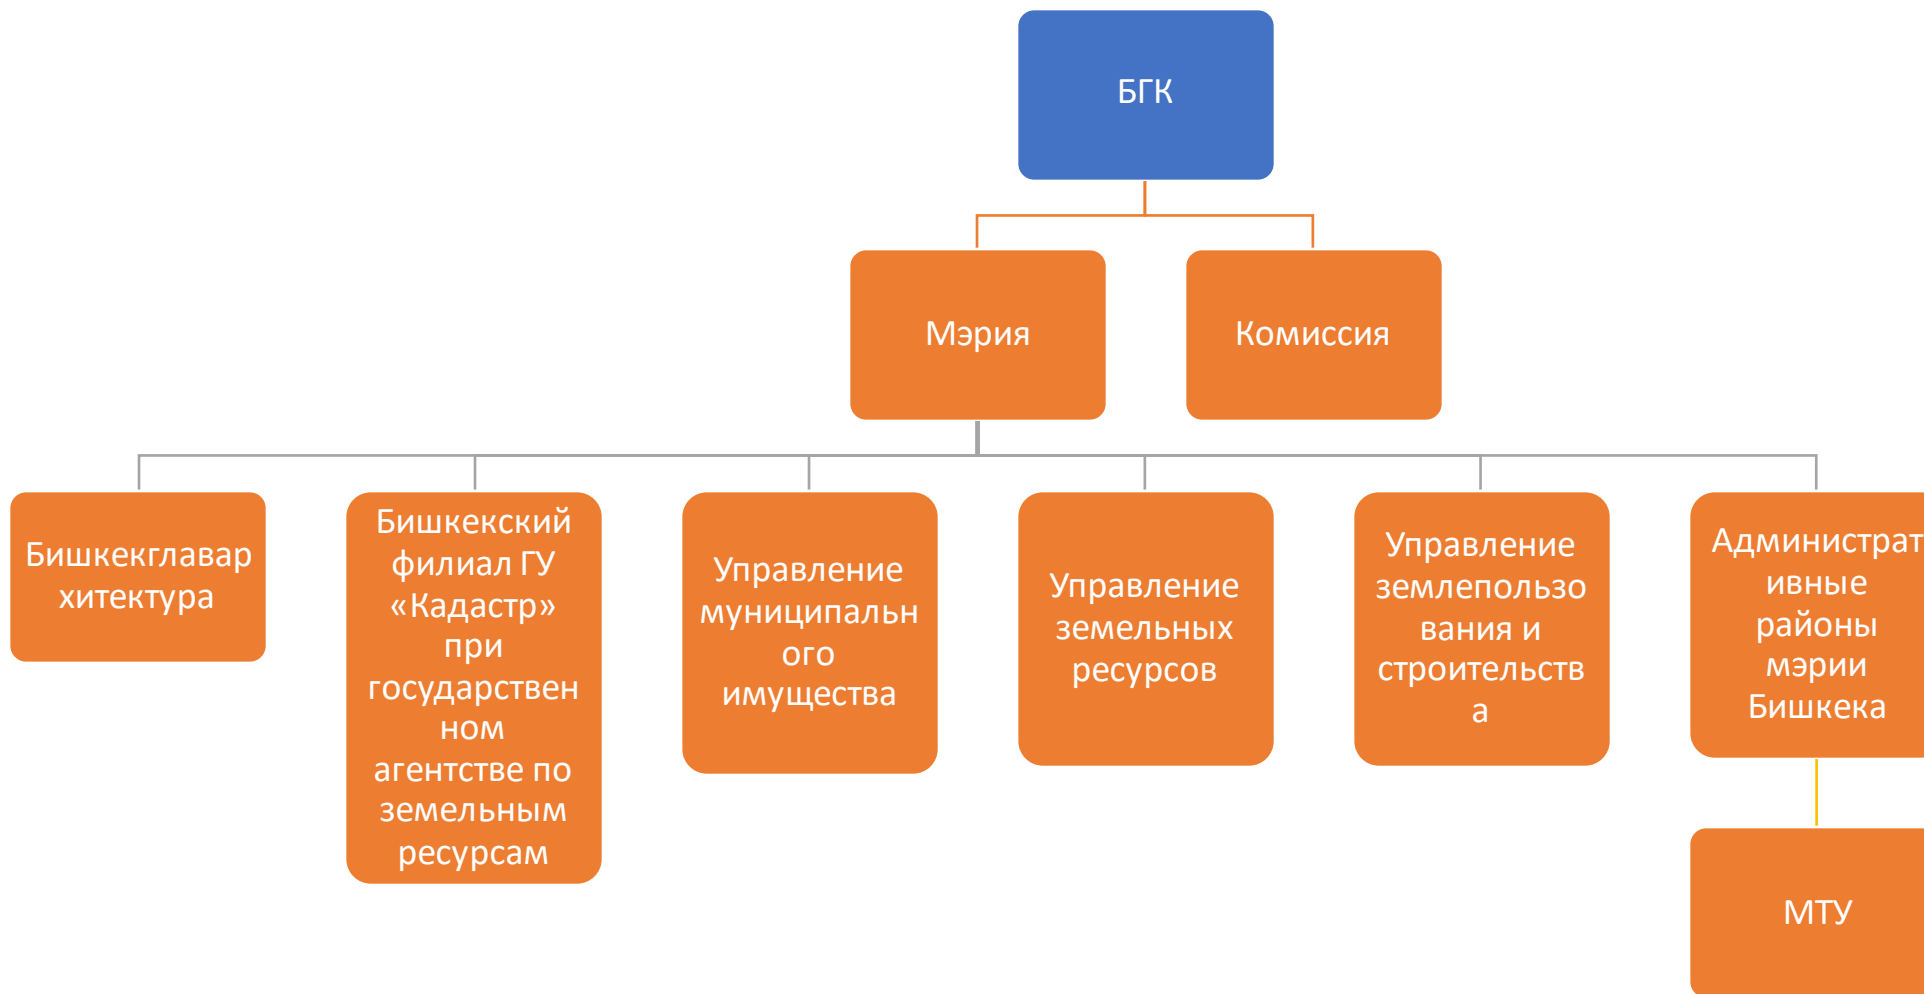 БГК
Мэрия
Комиссия
Бишкекглавар
хитектура
Бишкекский
филиал ГУ
«Кадастр»
при
государствен
ном
агентстве по
земельным
ресурсам
Управление
муниципальн
ого
имущества
Управление
земельных
ресурсов
Управление
землепользо
вания и
строительств
а
Администрат
ивные
районы
мэрии
Бишкека
МТУ